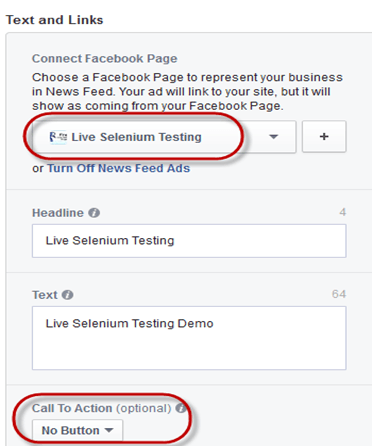 Text and Links
Connect Facebook Page
Choose a Facebook Page to represent your business
in News Feed. Your ad will link to your site, but it will
show as coming from your Facebook Page.
Live Selenium Testing
+
or Turn Off News Feed Ads
Headline i 4
Live Selenium Testing
Text i 64
Live Selenium Testing Demo
Call To Action (optional) i
No Button